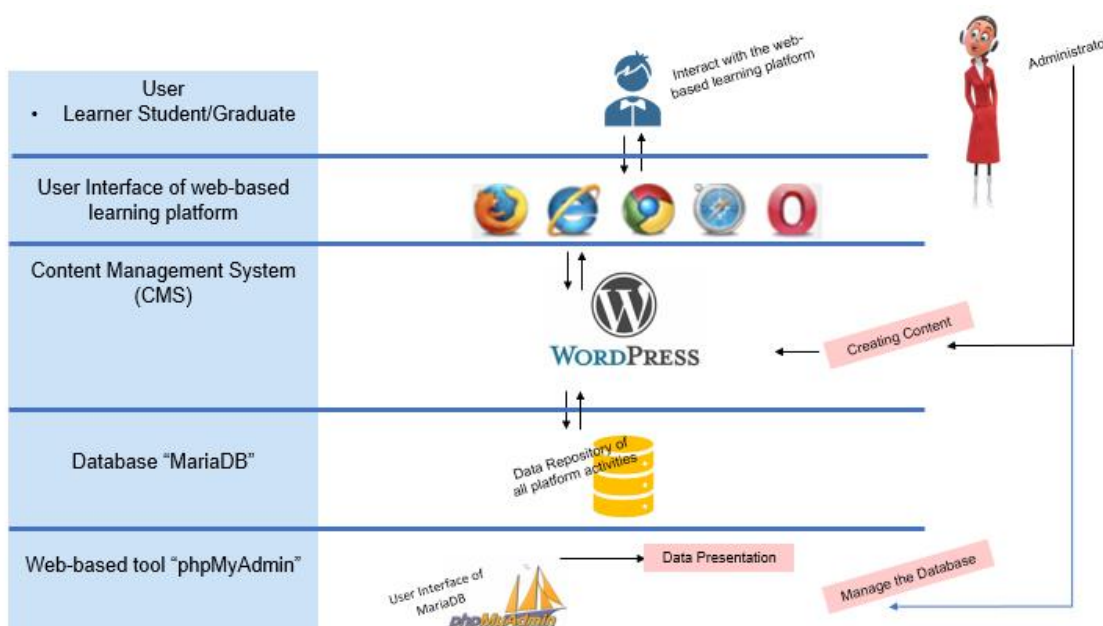 User
• Learner Student/Graduate
Interact with the web-
based learning platform
Administrator
User Interface of web-based
learning platform
Content Management System
(CMS)
W
WORDPRESS
Creating Content
Database “MariaDB”
Data Repository of
all platform activities
Web-based tool “phpMyAdmin”
Data Presentation
User Interface of
MariaDB
phpMyAdmin
Manage the Database